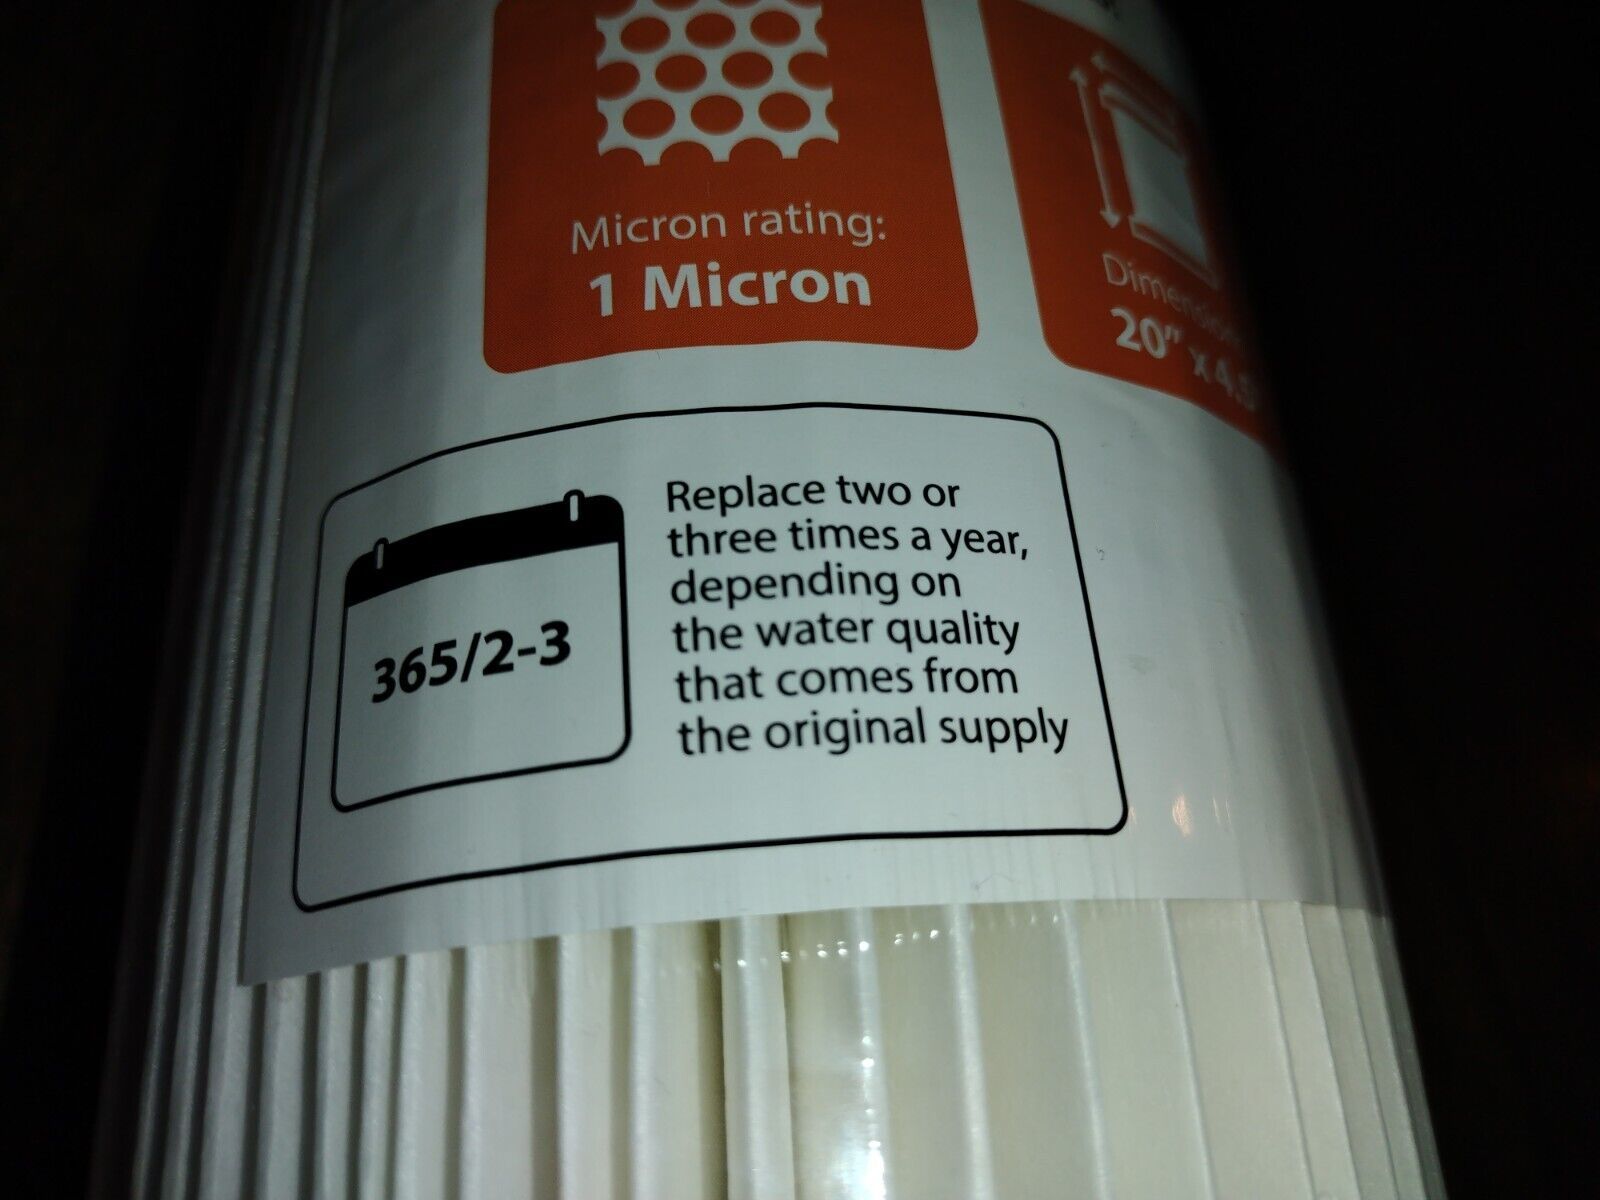 Micron rating:
1 Micron
20" x 4.5
365/2-3
Replace two or
three times a year,
depending on
the water quality
that comes from
the original supply